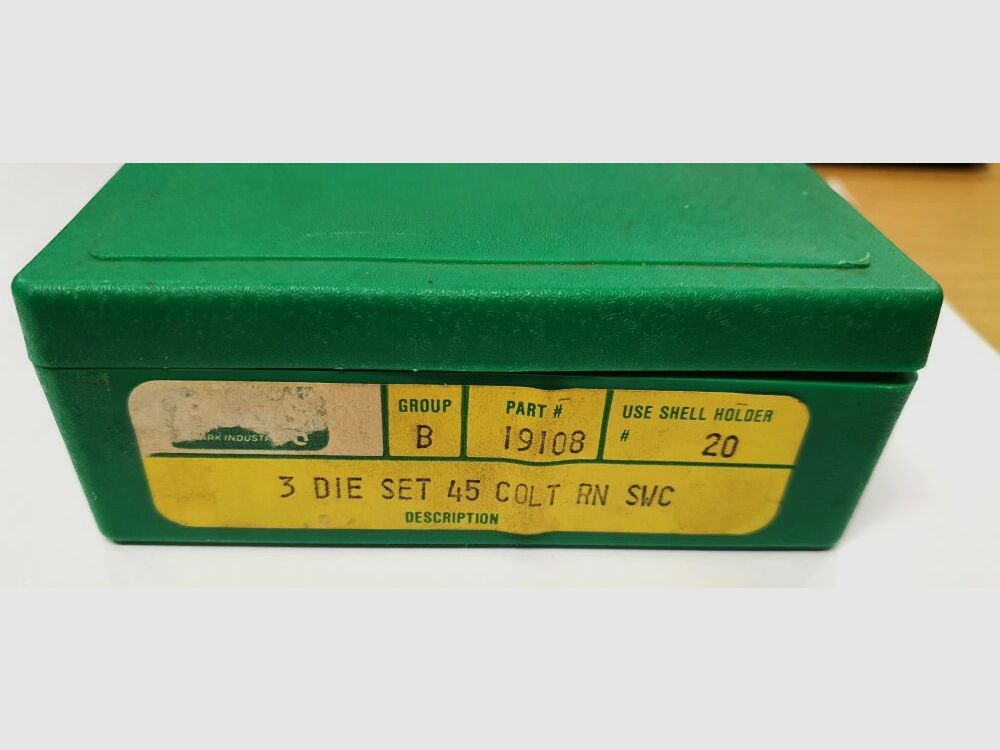 GROUP
B
PART #
19108
USE SHELL HOLDER
# 20
3 DIE SET 45 COLT RN SWC
DESCRIPTION